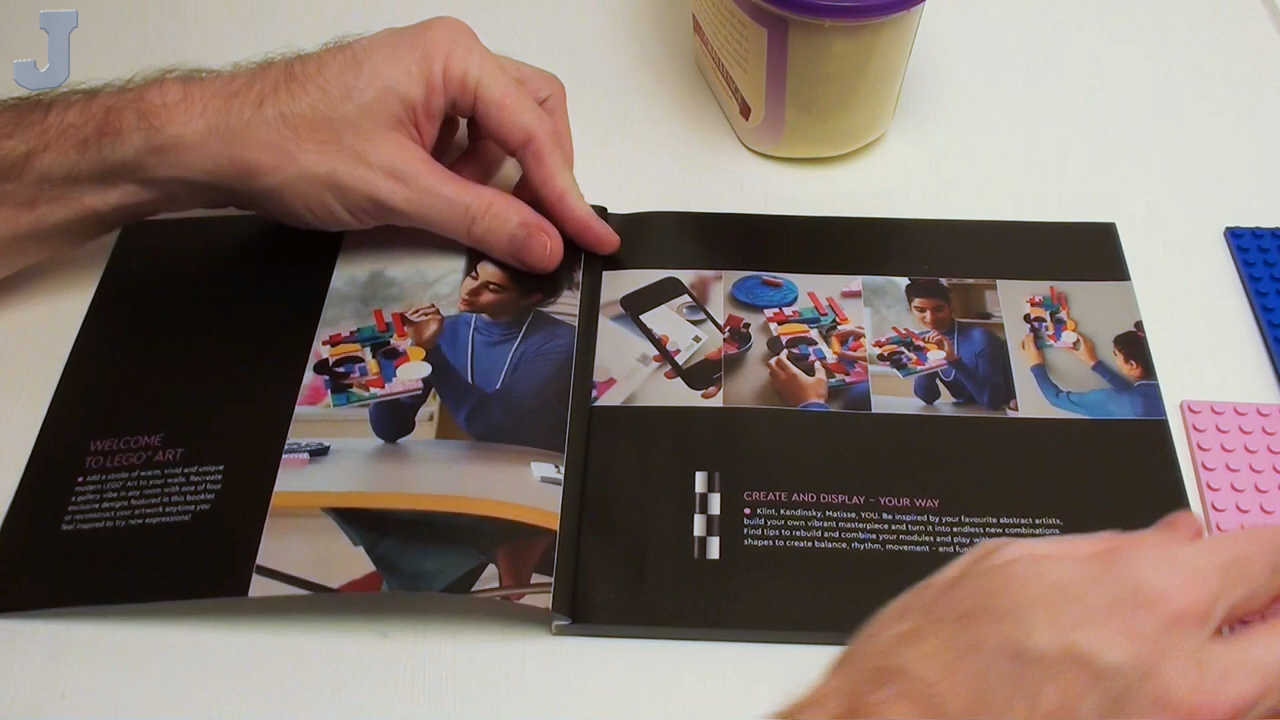 J
WELCOME
TO LEGO® ART
Add a stroke of warm, vivid and unique
modern LEGO® Art to your walls. Recreate
a gallery vibe in any room with one of four
exclusive designs featured in this booklet
or reconstruct your artwork anytime you
feel inspired to try new expressions!
CREATE AND DISPLAY – YOUR WAY
Klint, Kandinsky, Matisse, YOU. Be inspired by your favourite abstract artists,
build your own vibrant masterpiece and turn it into endless new combinations.
Find tips to rebuild and combine your modules and play with
shapes to create balance, rhythm, movement – and